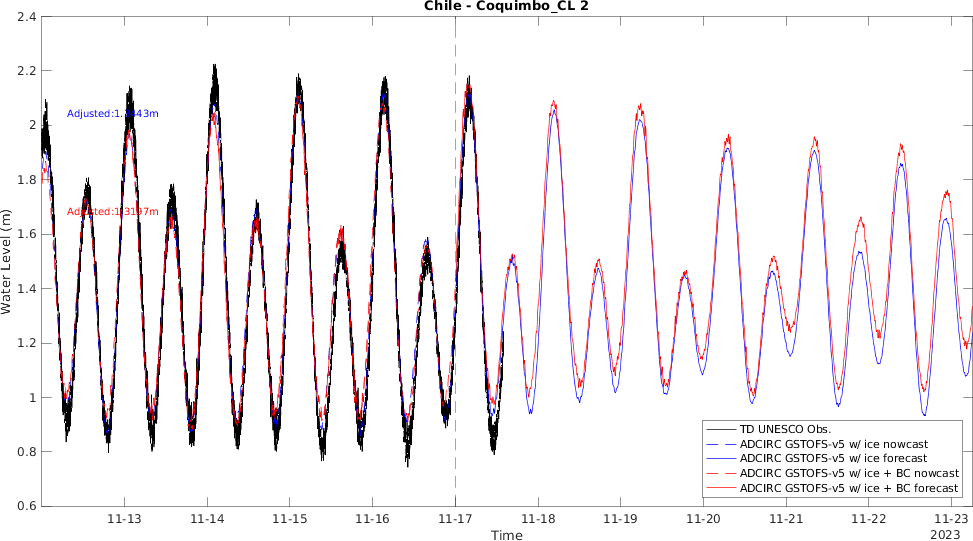 Chile - Coquimbo_CL 2
2.4
2.2
2
1.8
1.6
1.4
1.2
1
0.8
0.6
Water Level (m)
Adjusted:
Adjusted:1.3197m
TD UNESCO Obs.
ADCIRC GSTOFS-v5 w/ ice nowcast
ADCIRC GSTOFS-v5 w/ ice forecast
ADCIRC GSTOFS-v5 w/ ice + BC nowcast
ADCIRC GSTOFS-v5 w/ ice + BC forecast
11-13
11-14
11-15
11-16
11-17
11-18
11-19
11-20
11-21
11-22
11-23
Time
2023